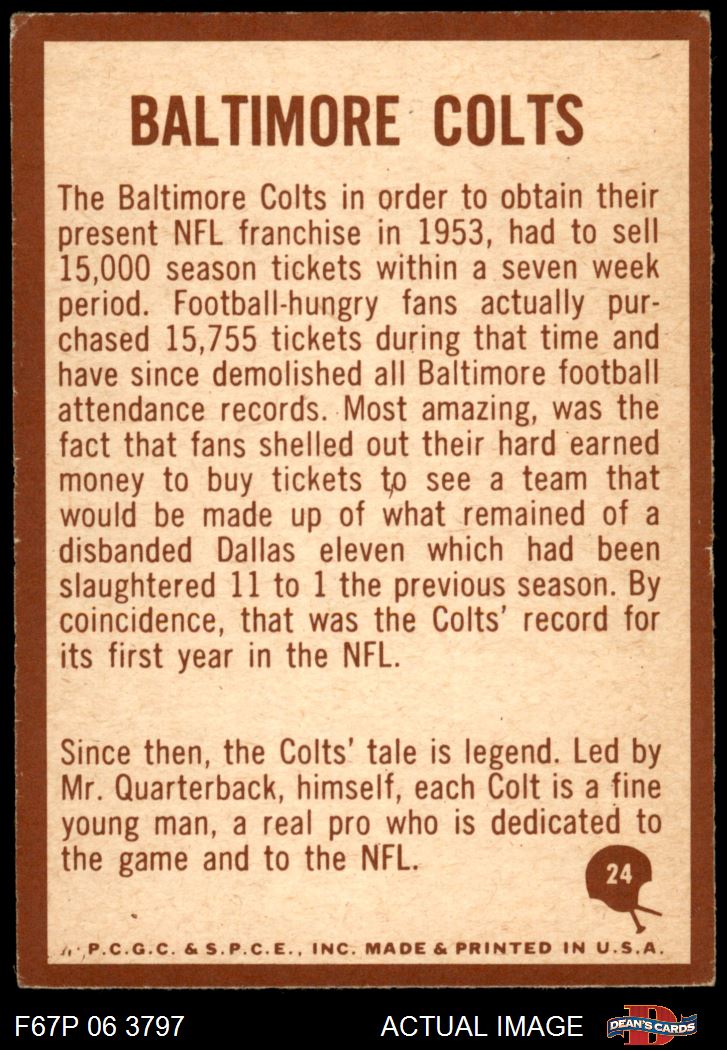 BALTIMORE COLTS
The Baltimore Colts in order to obtain their
present NFL franchise in 1953, had to sell
15,000 season tickets within a seven week
period. Football-hungry fans actually pur-
chased 15,755 tickets during that time and
have since demolished all Baltimore football
attendance records. Most amazing, was the
fact that fans shelled out their hard earned
money to buy tickets to see a team that
would be made up of what remained of a
disbanded Dallas eleven which had been
slaughtered 11 to 1 the previous season. By
coincidence, that was the Colts' record for
its first year in the NFL.
Since then, the Colts' tale is legend. Led by
Mr. Quarterback, himself, each Colt is a fine
young man, a real pro who is dedicated to
the game and to the NFL.
24
P.C.G.C. & S.P.C.E., INC. MADE & PRINTED IN U.S.A.
F67P 06 3797
ACTUAL IMAGE
D
DEAN'S CARDS